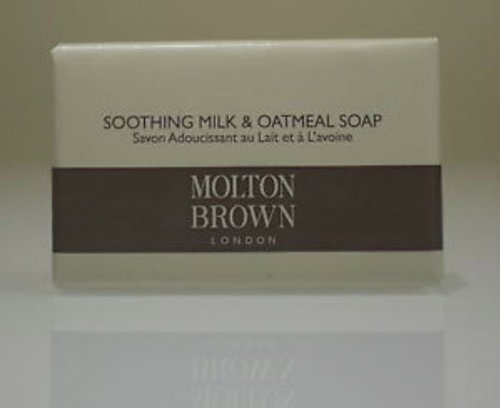 SOOTHING MILK & OATMEAL SOAP
Savon Adoucissant au Lait et à L'avoine
MOLTON
BROWN
LONDON